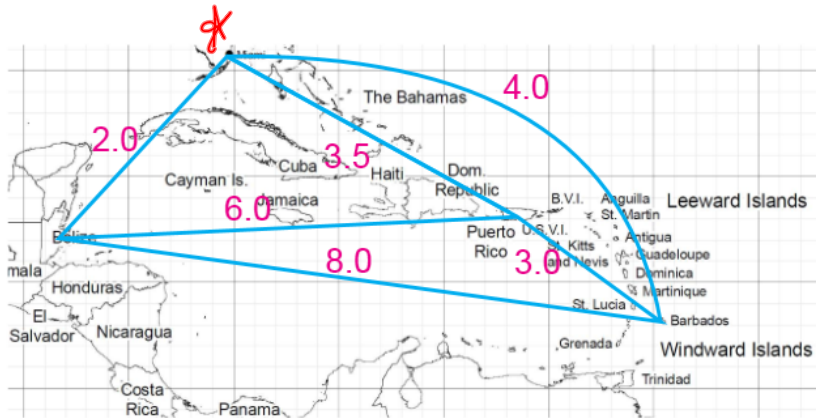 Miami
The Bahamas
4.0
2.0
Cuba
3.5
Cayman Is.
Haiti
Dom.
Republic
Jamaica
6.0
B.V.I.
Anguilla
St. Martin
Leeward Islands
Belize
Puerto
Rico
U.S.V.I.
St. Kitts
and Nevis
Antigua
Guadeloupe
8.0
3.0
mala
Dominica
Honduras
Martinique
St. Lucia
El
Salvador
Nicaragua
Barbados
Grenada
Windward Islands
Trinidad
Costa
Rica
Panama